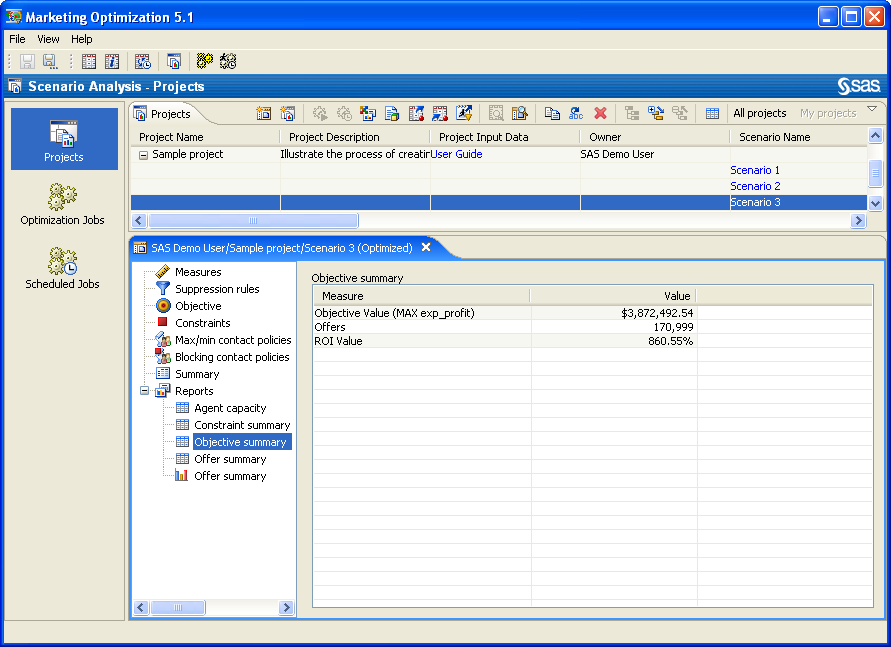 Marketing Optimization 5.1
File View Help
Scenario Analysis - Projects
sas
Projects
Optimization Jobs
Scheduled Jobs
Projects
All projects My projects
Project Name Project Description Project Input Data Owner Scenario Name
Sample project Illustrate the process of creatin User Guide SAS Demo User
Scenario 1
Scenario 2
Scenario 3
SAS Demo User/Sample project/Scenario 3 (Optimized)
Measures
Suppression rules
Objective
Constraints
Max/min contact policies
Blocking contact policies
Summary
Reports
Agent capacity
Constraint summary
Objective summary
Offer summary
Offer summary
Objective summary
Measure Value
Objective Value (MAX exp_profit) $3,872,492.54
Offers 170,999
ROI Value 860.55%